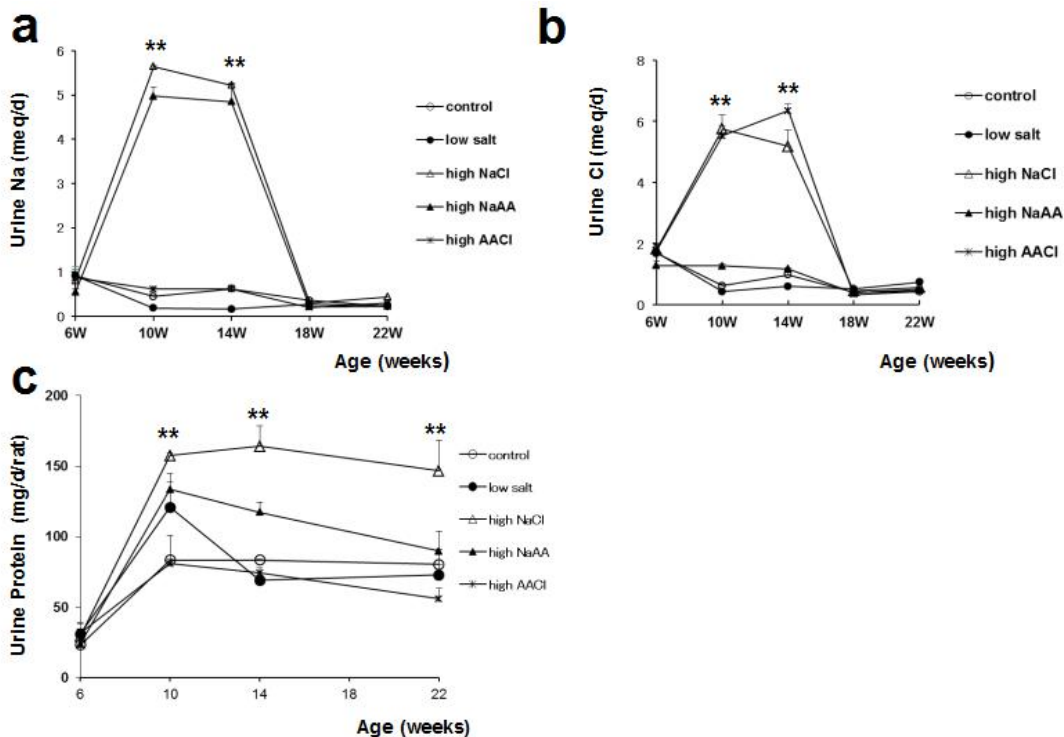 a
Urine Na (meq/d)
6
5
4
3
2
1
0
**
**
6W 10W 14W 18W 22W
Age (weeks)
control
low salt
high NaCl
high NaAA
high AACl
b
Urine Cl (meq/d)
8
6
4
2
0
**
**
6W 10W 14W 18W 22W
Age (weeks)
control
low salt
high NaCl
high NaAA
high AACl
c
Urine Protein (mg/d/rat)
200
150
100
50
0
**
**
**
6 10 14 18 22
Age (weeks)
control
low salt
high NaCl
high NaAA
high AACl